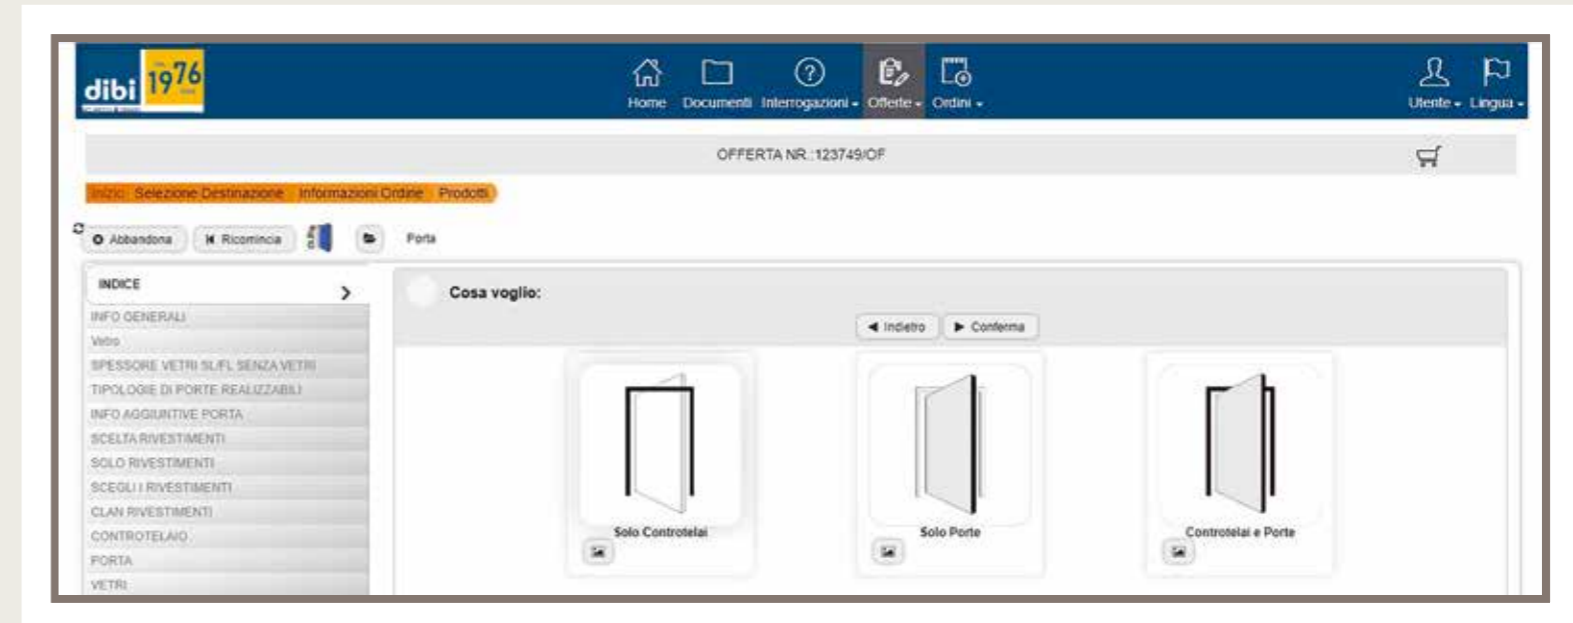 dibi 1976
Home Documenti Interrogazioni Offerte Ordini Utente Lingua
OFFERTA NR.:123749/OF
Inizio Selezione Destinazione Informazioni Ordine Prodotti
Abbandona Ricomincia Porta
INDICE
Cosa voglio:
Indietro Conferma
INFO GENERALI
Vetro
SPESSORE VETRI SL/FL SENZA VETRI
TIPOLOGIE DI PORTE REALIZZABILI
INFO AGGIUNTIVE PORTA
SCELTA RIVESTIMENTI
SOLO RIVESTIMENTI
SCEGLI I RIVESTIMENTI
CLAN RIVESTIMENTI
CONTROTELAIO
PORTA
VETRI
Solo Controtelai
Solo Porte
Controtelai e Porte